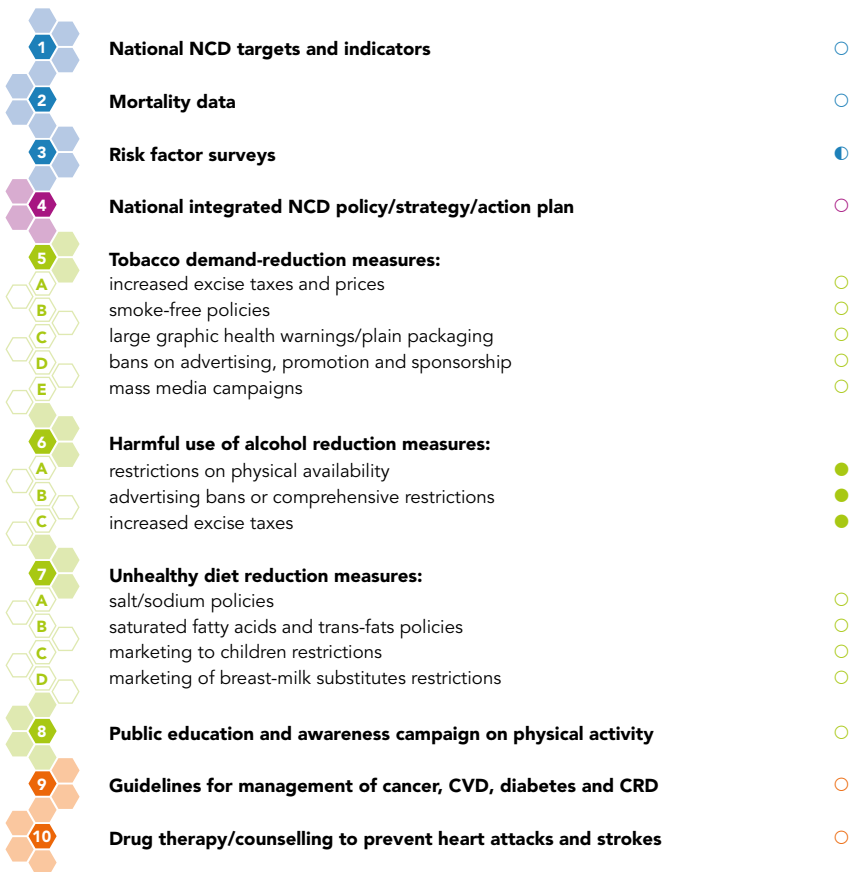 1 National NCD targets and indicators
2 Mortality data
3 Risk factor surveys
4 National integrated NCD policy/strategy/action plan
5 Tobacco demand-reduction measures:
A increased excise taxes and prices
B smoke-free policies
C large graphic health warnings/plain packaging
D bans on advertising, promotion and sponsorship
E mass media campaigns
6 Harmful use of alcohol reduction measures:
A restrictions on physical availability
B advertising bans or comprehensive restrictions
C increased excise taxes
7 Unhealthy diet reduction measures:
A salt/sodium policies
B saturated fatty acids and trans-fats policies
C marketing to children restrictions
D marketing of breast-milk substitutes restrictions
8 Public education and awareness campaign on physical activity
9 Guidelines for management of cancer, CVD, diabetes and CRD
10 Drug therapy/counselling to prevent heart attacks and strokes